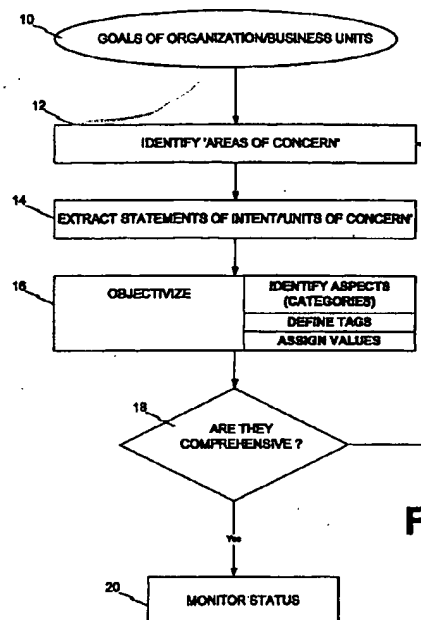 10
GOALS OF ORGANIZATION/BUSINESS UNITS
12
IDENTIFY 'AREAS OF CONCERN'
14
EXTRACT STATEMENTS OF INTENT/UNITS OF CONCERN'
16
OBJECTIVIZE
IDENTIFY ASPECTS
(CATEGORIES)
DEFINE TAGS
ASSIGN VALUES
18
ARE THEY
COMPREHENSIVE ?
F
Yes
20
MONITOR STATUS